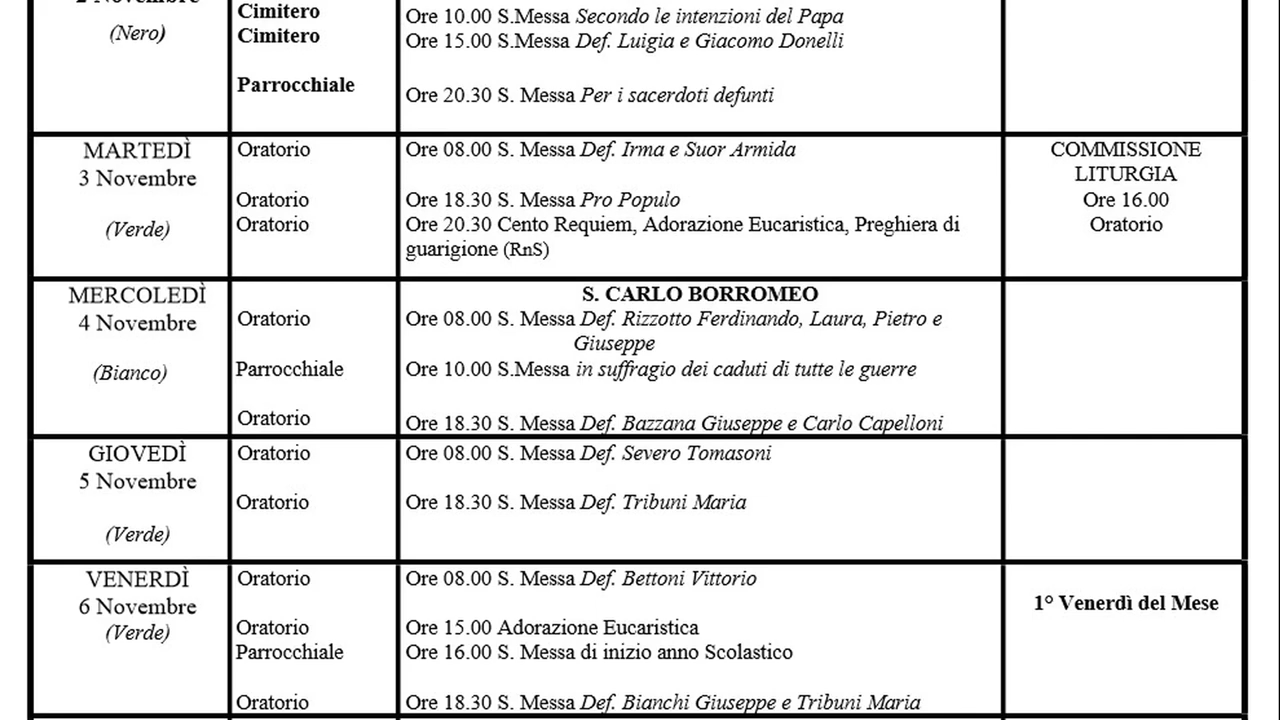 2 Novembre
(Nero)
Cimitero
Cimitero
Parrocchiale
Ore 10.00 S.Messa Secondo le intenzioni del Papa
Ore 15.00 S.Messa Def. Luigia e Giacomo Donelli
Ore 20.30 S. Messa Per i sacerdoti defunti
MARTEDÌ
3 Novembre
(Verde)
Oratorio
Oratorio
Oratorio
Ore 08.00 S. Messa Def. Irma e Suor Armida
Ore 18.30 S. Messa Pro Populo
Ore 20.30 Cento Requiem, Adorazione Eucaristica, Preghiera di
guarigione (RnS)
COMMISSIONE
LITURGIA
Ore 16.00
Oratorio
MERCOLEDÌ
4 Novembre
(Bianco)
Oratorio
Parrocchiale
Oratorio
S. CARLO BORROMEO
Ore 08.00 S. Messa Def. Rizzotto Ferdinando, Laura, Pietro e
Giuseppe
Ore 10.00 S.Messa in suffragio dei caduti di tutte le guerre
Ore 18.30 S. Messa Def. Bazzana Giuseppe e Carlo Capelloni
GIOVEDÌ
5 Novembre
(Verde)
Oratorio
Oratorio
Ore 08.00 S. Messa Def. Severo Tomasoni
Ore 18.30 S. Messa Def. Tribuni Maria
VENERDÌ
6 Novembre
(Verde)
Oratorio
Oratorio
Parrocchiale
Oratorio
Ore 08.00 S. Messa Def. Bettoni Vittorio
Ore 15.00 Adorazione Eucaristica
Ore 16.00 S. Messa di inizio anno Scolastico
Ore 18.30 S. Messa Def. Bianchi Giuseppe e Tribuni Maria
1° Venerdì del Mese